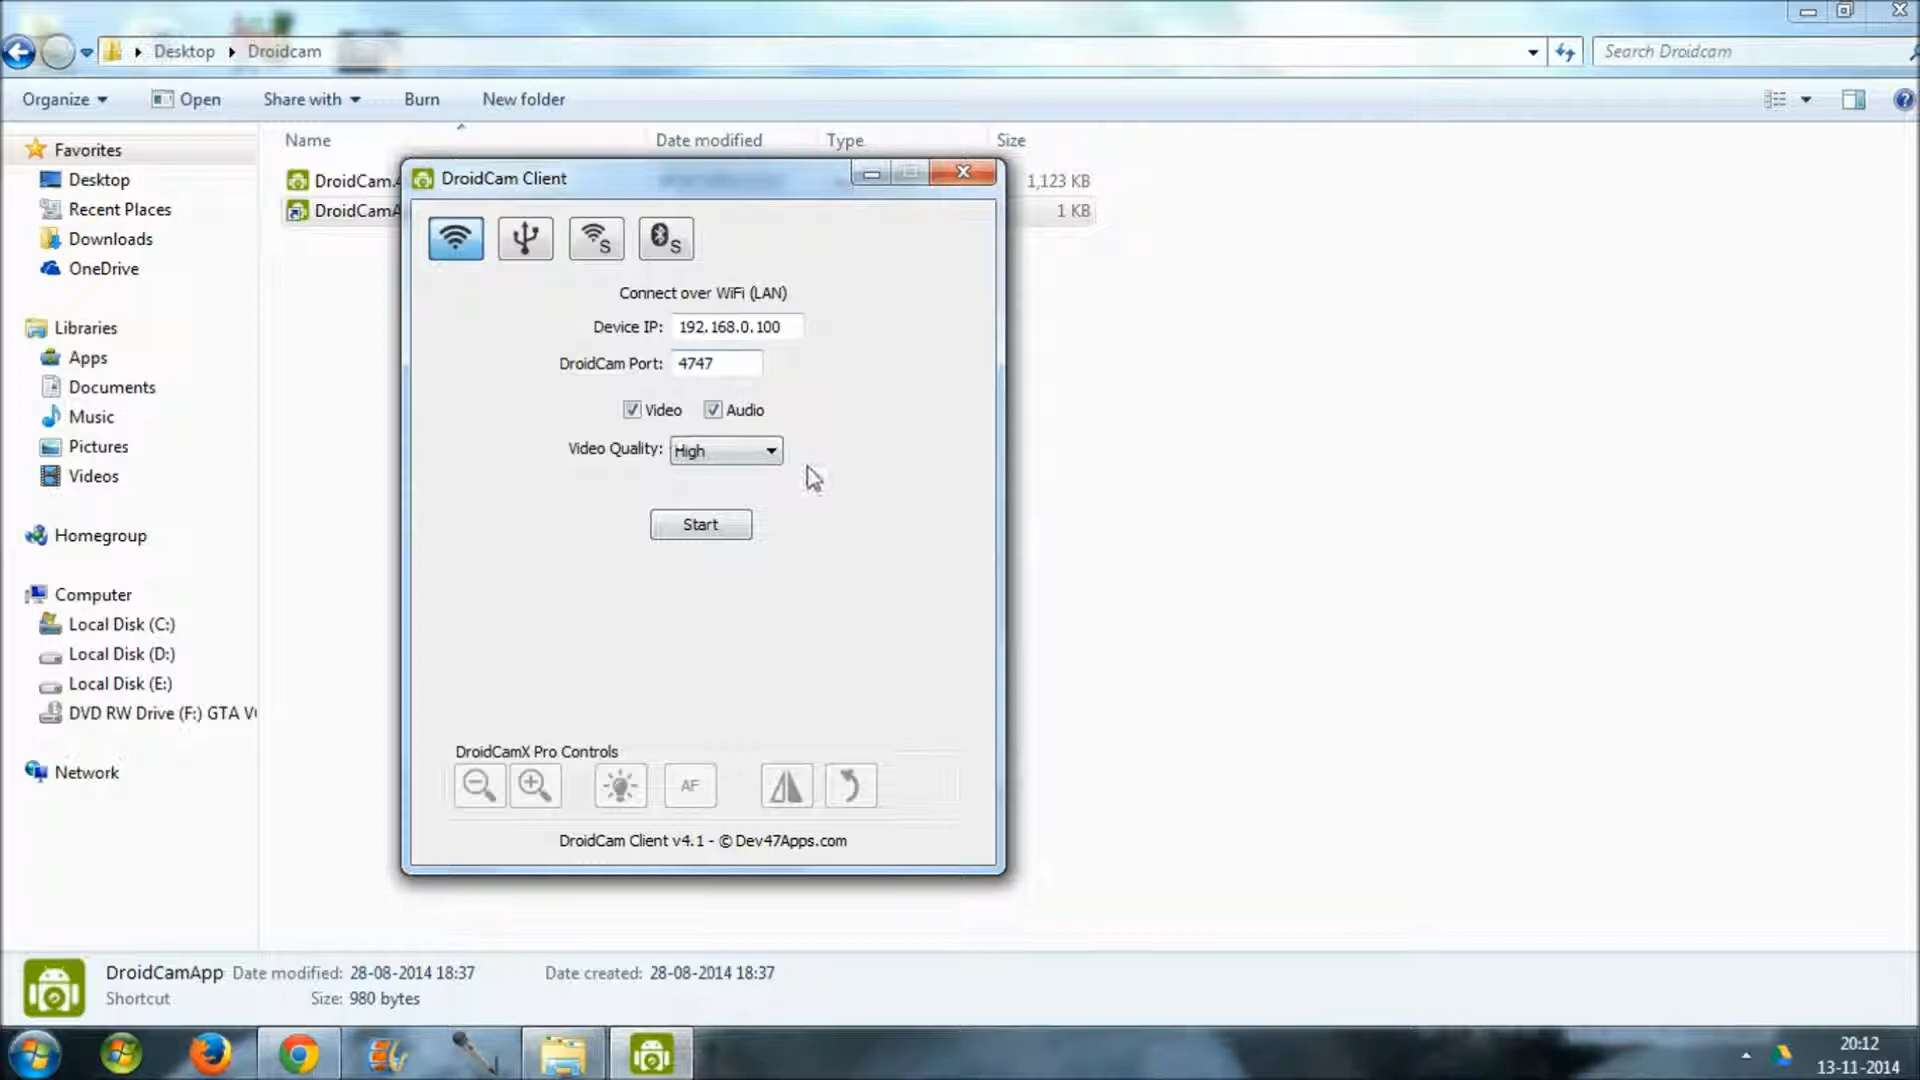 Desktop Droidcam
Search Droidcam
Organize Open Share with Burn New folder
Name Date modified Type Size
Favorites
Desktop
Recent Places
Downloads
OneDrive
Libraries
Apps
Documents
Music
Pictures
Videos
Homegroup
Computer
Local Disk (C:)
Local Disk (D:)
Local Disk (E:)
DVD RW Drive (F:) GTA V
Network
DroidCam. 1,123 KB
DroidCamA 1 KB
DroidCam Client
S S
Connect over WiFi (LAN)
Device IP: 192.168.0.100
DroidCam Port: 4747
Video Audio
Video Quality: High
Start
DroidCamX Pro Controls
AF
DroidCam Client v4.1 - © Dev47Apps.com
DroidCamApp Date modified: 28-08-2014 18:37 Date created: 28-08-2014 18:37
Shortcut Size: 980 bytes
20:12
13-11-2014